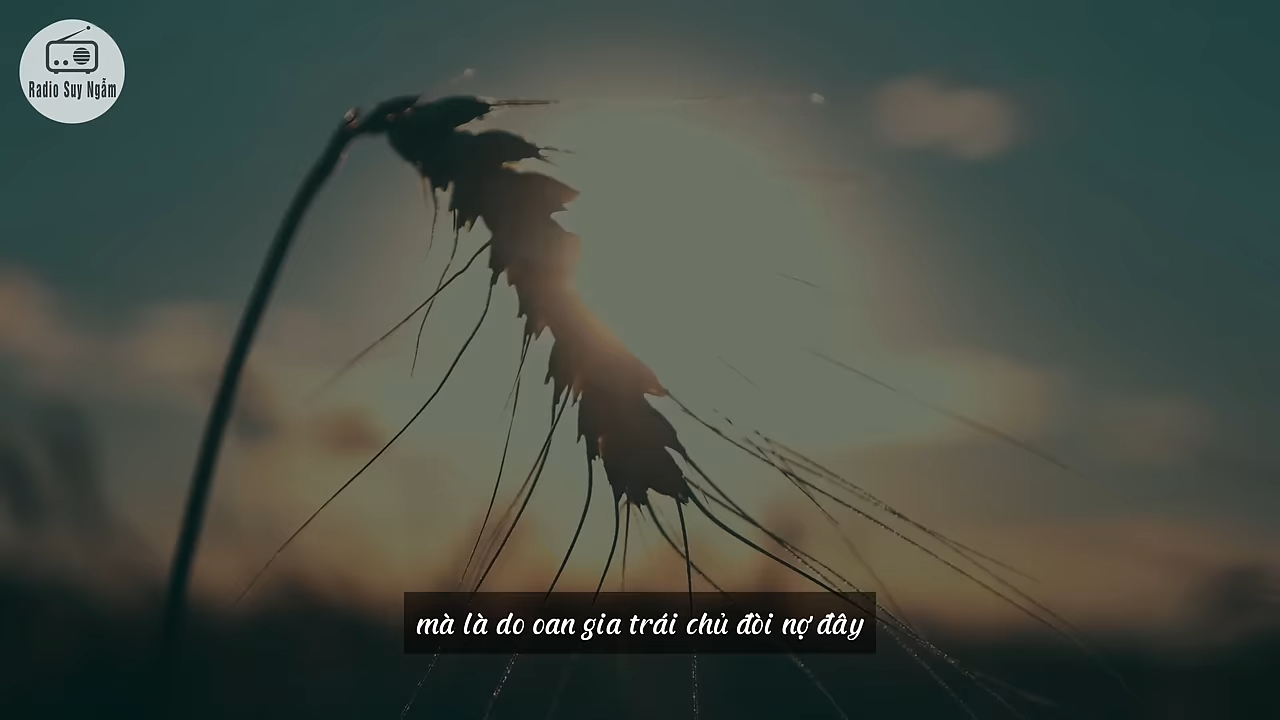 Radio Suy Ngẫm
mà là do oan gia trái chủ đòi nợ đây